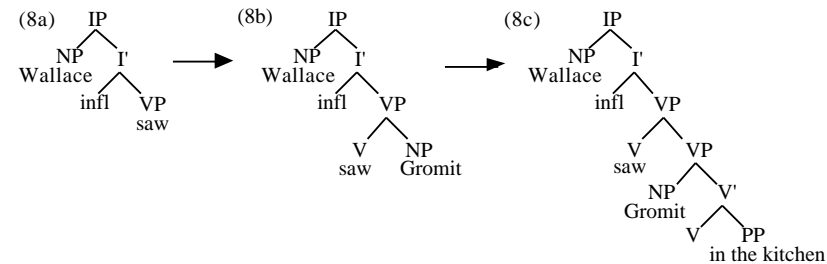 (8a) IP (8b) IP (8c) IP
NP I' NP I' NP I'
Wallace Wallace Wallace
infl VP infl VP infl VP
saw
V NP V VP
saw Gromit saw
NP V'
Gromit
V PP
in the kitchen